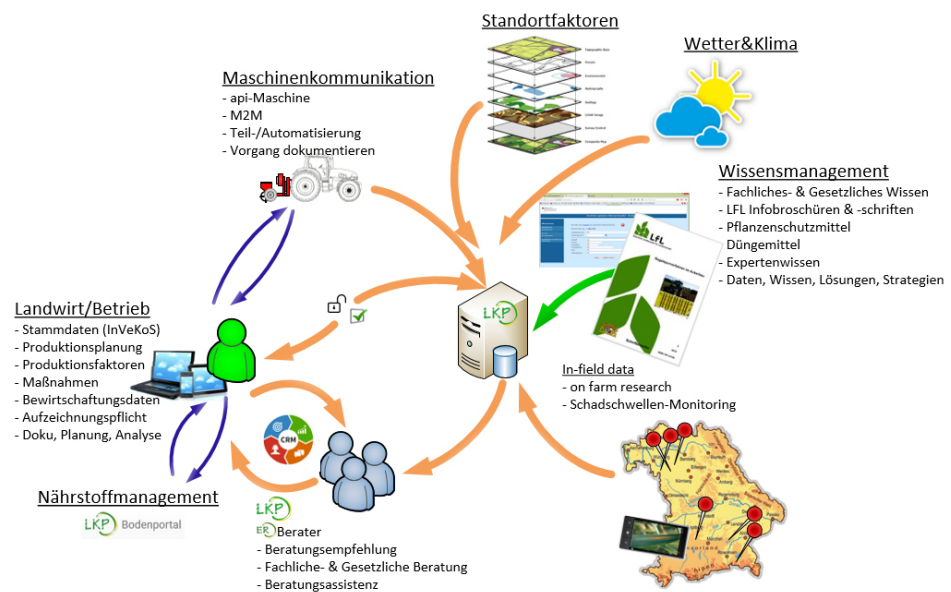 Standortfaktoren
Wetter&Klima
Maschinenkommunikation
- api-Maschine
- M2M
- Teil-/Automatisierung
- Vorgang dokumentieren
Wissensmanagement
- Fachliches- & Gesetzliches Wissen
- LFL Infobroschüren & -schriften
- Pflanzenschutzmittel
Düngemittel
- Expertenwissen
- Daten, Wissen, Lösungen, Strategien
LfL
LKP
Landwirt/Betrieb
- Stammdaten (InVeKoS)
- Produktionsplanung
- Produktionsfaktoren
- Maßnahmen
- Bewirtschaftungsdaten
- Aufzeichnungspflicht
- Doku, Planung, Analyse
In-field data
- on farm research
- Schadschwellen-Monitoring
CRM
Nährstoffmanagement
LKP Bodenportal
LKP
ER Berater
- Beratungsempfehlung
- Fachliche- & Gesetzliche Beratung
- Beratungsassistenz